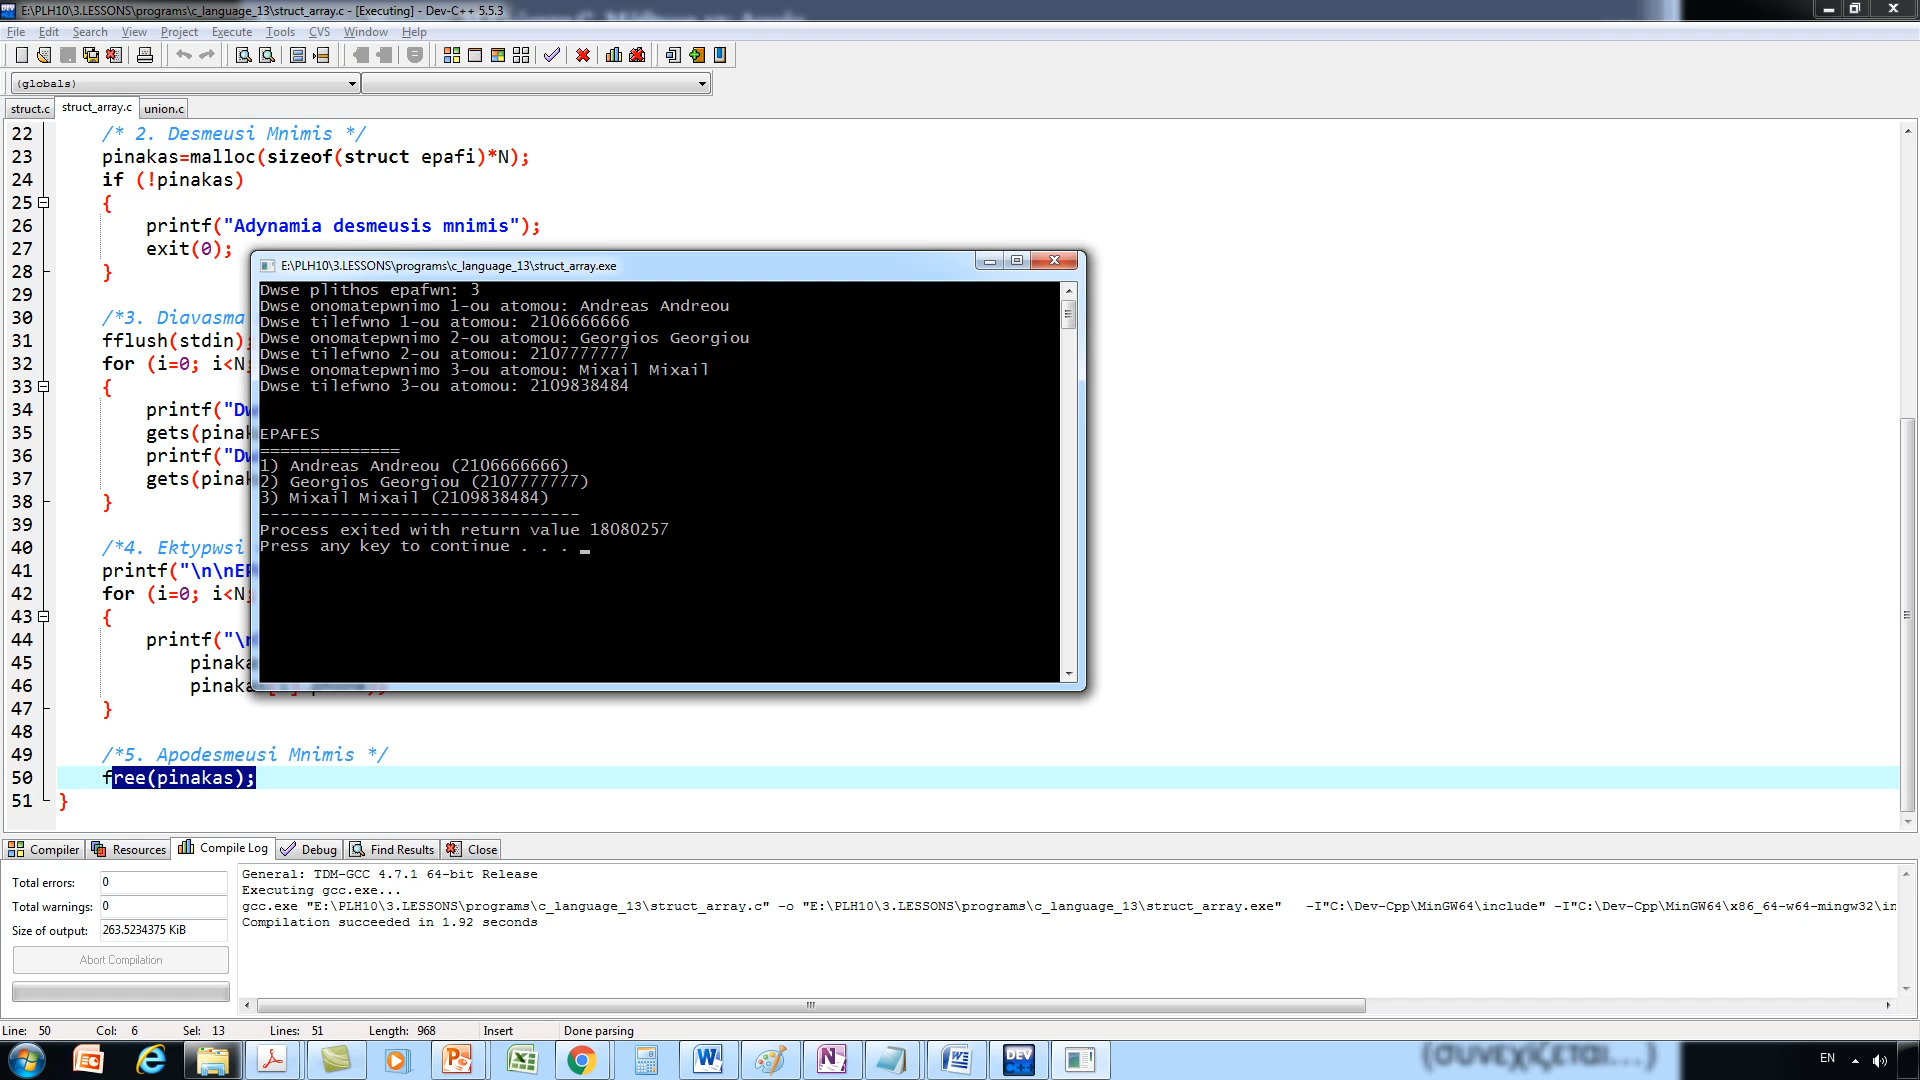 E:\PLH10\3.LESSONS\programs\c_language_13\struct_array.c - [Executing] - Dev-C++ 5.5.3
File Edit Search View Project Execute Tools CVS Window Help
(globals)
struct.c struct_array.c union.c
22 /* 2. Desmeusi Mnimis */
23 pinakas=malloc(sizeof(struct epafi)*N);
24 if (!pinakas)
25 {
26 printf("Adynamia desmeusis mnimis");
27 exit(0);
28 }
29
30 /*3. Diavasma
31 fflush(stdin);
32 for (i=0; i<N;
33 {
34 printf("Dw
35 gets(pinak
36 printf("Dw
37 gets(pinak
38 }
39
40 /*4. Ektypwsi
41 printf("\n\nEP
42 for (i=0; i<N;
43 {
44 printf("\n
45 pinaka
46 pinaka
47 }
48
49 /*5. Apodesmeusi Mnimis */
50 free(pinakas);
51 }
E:\PLH10\3.LESSONS\programs\c_language_13\struct_array.exe
Dwse plithos epafwn: 3
Dwse onomatepwnimo 1-ou atomou: Andreas Andreou
Dwse tilefwno 1-ou atomou: 2106666666
Dwse onomatepwnimo 2-ou atomou: Georgios Georgiou
Dwse tilefwno 2-ou atomou: 2107777777
Dwse onomatepwnimo 3-ou atomou: Mixail Mixail
Dwse tilefwno 3-ou atomou: 2109838484
EPAFES
==============
1) Andreas Andreou (2106666666)
2) Georgios Georgiou (2107777777)
3) Mixail Mixail (2109838484)
--------------------------------
Process exited with return value 18080257
Press any key to continue . . . _
Compiler Resources Compile Log Debug Find Results Close
Total errors: 0
Total warnings: 0
Size of output: 263.5234375 KiB
Abort Compilation
General: TDM-GCC 4.7.1 64-bit Release
Executing gcc.exe...
gcc.exe "E:\PLH10\3.LESSONS\programs\c_language_13\struct_array.c" -o "E:\PLH10\3.LESSONS\programs\c_language_13\struct_array.exe" -I"C:\Dev-Cpp\MinGW64\include" -I"C:\Dev-Cpp\MinGW64\x86_64-w64-mingw32\in
Compilation succeeded in 1.92 seconds
Line: 50 Col: 6 Sel: 13 Lines: 51 Length: 968 Insert Done parsing
(συνεχίζεται...)
EN